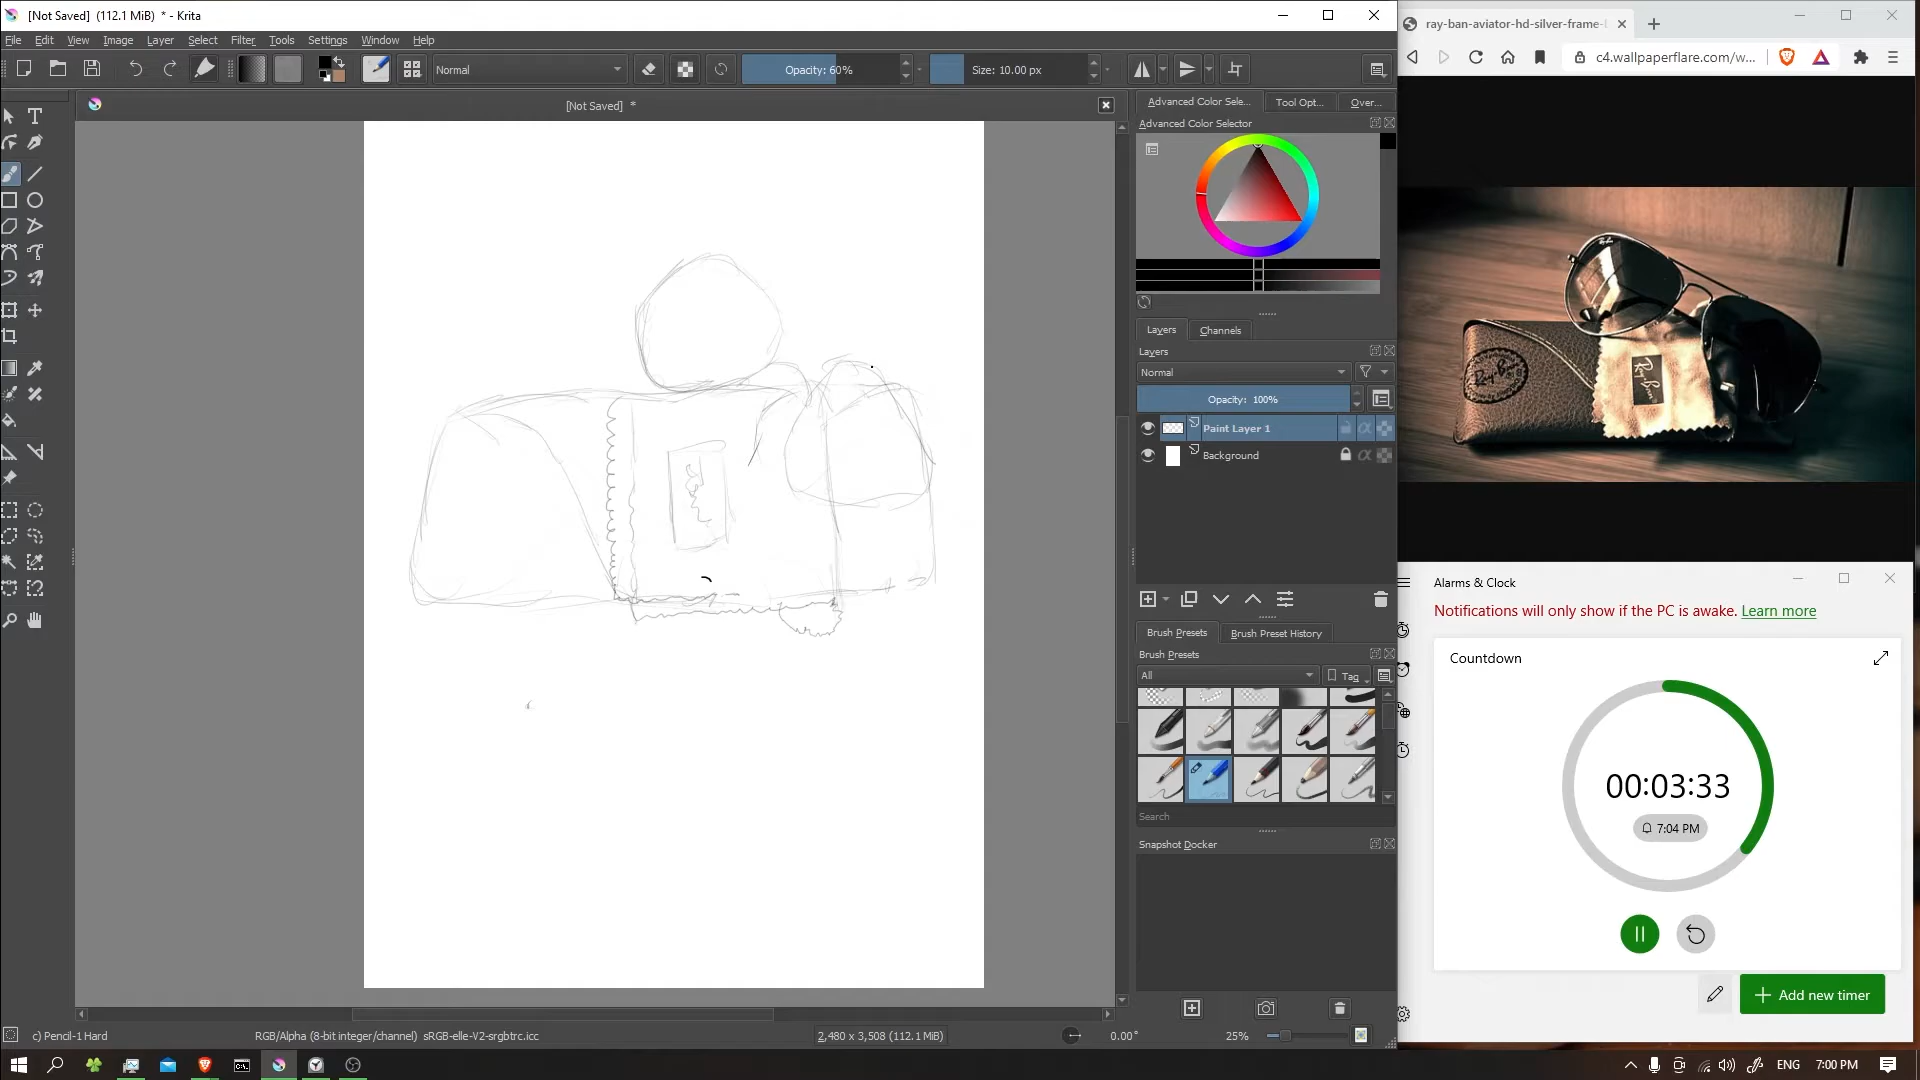 [Not Saved]  (112.1 MiB)  * - Krita
File Edit View Image Layer Select Filter Tools Settings Window Help
Normal
Opacity: 60%
Size: 10.00 px
[Not Saved]  *
Advanced Color Sele...
Tool Opt...
Over...
Advanced Color Selector
Layers
Channels
Layers
Normal
Opacity:  100%
Paint Layer 1
Background
Brush Presets
Brush Preset History
Brush Presets
All
Tag
Search
Snapshot Docker
c) Pencil-1 Hard
RGB/Alpha (8-bit integer/channel)  sRGB-elle-V2-srgbtrc.icc
2,480 x 3,508 (112.1 MiB)
0.00°
25%
ray-ban-aviator-hd-silver-frame-
c4.wallpaperflare.com/w...
Ray-Ban
Ray-Ban
Alarms & Clock
Notifications will only show if the PC is awake. Learn more
Countdown
00:03:33
7:04 PM
Add new timer
ENG
7:00 PM